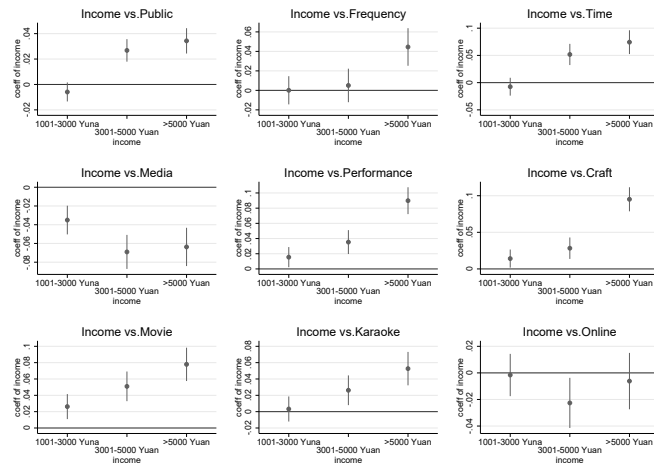 Income vs.Public
coeff of income
-.02 0 .02 .04
1001-3000 Yuna
3001-5000 Yuan
>5000 Yuan
income
Income vs.Frequency
coeff of income
-.02 0 .02 .04 .06
1001-3000 Yuna
3001-5000 Yuan
>5000 Yuan
income
Income vs.Time
coeff of income
-.05 0 .05 .1
1001-3000 Yuna
3001-5000 Yuan
>5000 Yuan
income
Income vs.Media
coeff of income
-.08 -.06 -.04 -.02 0
1001-3000 Yuna
3001-5000 Yuan
>5000 Yuan
income
Income vs.Performance
coeff of income
0 .02 .04 .06 .08 .1
1001-3000 Yuna
3001-5000 Yuan
>5000 Yuan
income
Income vs.Craft
coeff of income
0 .05 .1
1001-3000 Yuna
3001-5000 Yuan
>5000 Yuan
income
Income vs.Movie
coeff of income
0 .02 .04 .06 .08 .1
1001-3000 Yuna
3001-5000 Yuan
>5000 Yuan
income
Income vs.Karaoke
coeff of income
-.02 0 .02 .04 .06 .08
1001-3000 Yuna
3001-5000 Yuan
>5000 Yuan
income
Income vs.Online
coeff of income
-.04 -.02 0 .02
1001-3000 Yuna
3001-5000 Yuan
>5000 Yuan
income